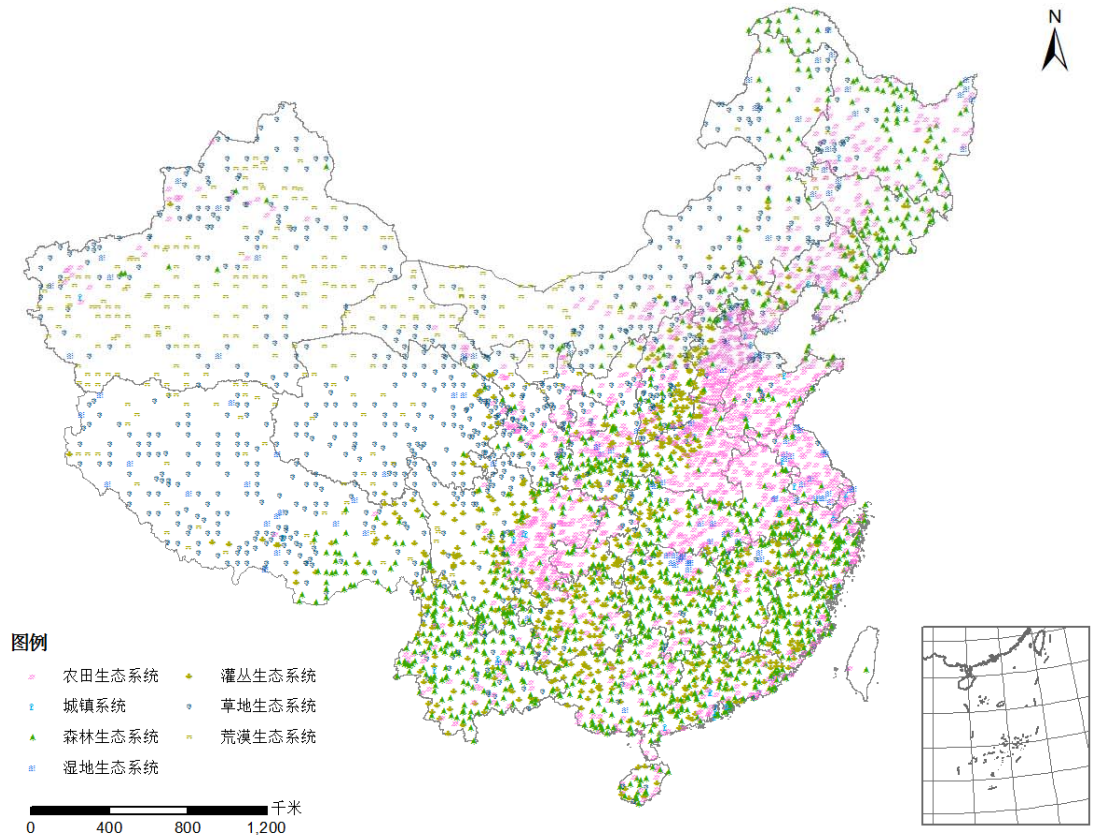 N
图例
农田生态系统 灌丛生态系统
城镇系统 草地生态系统
森林生态系统 荒漠生态系统
湿地生态系统
千米
0 400 800 1,200